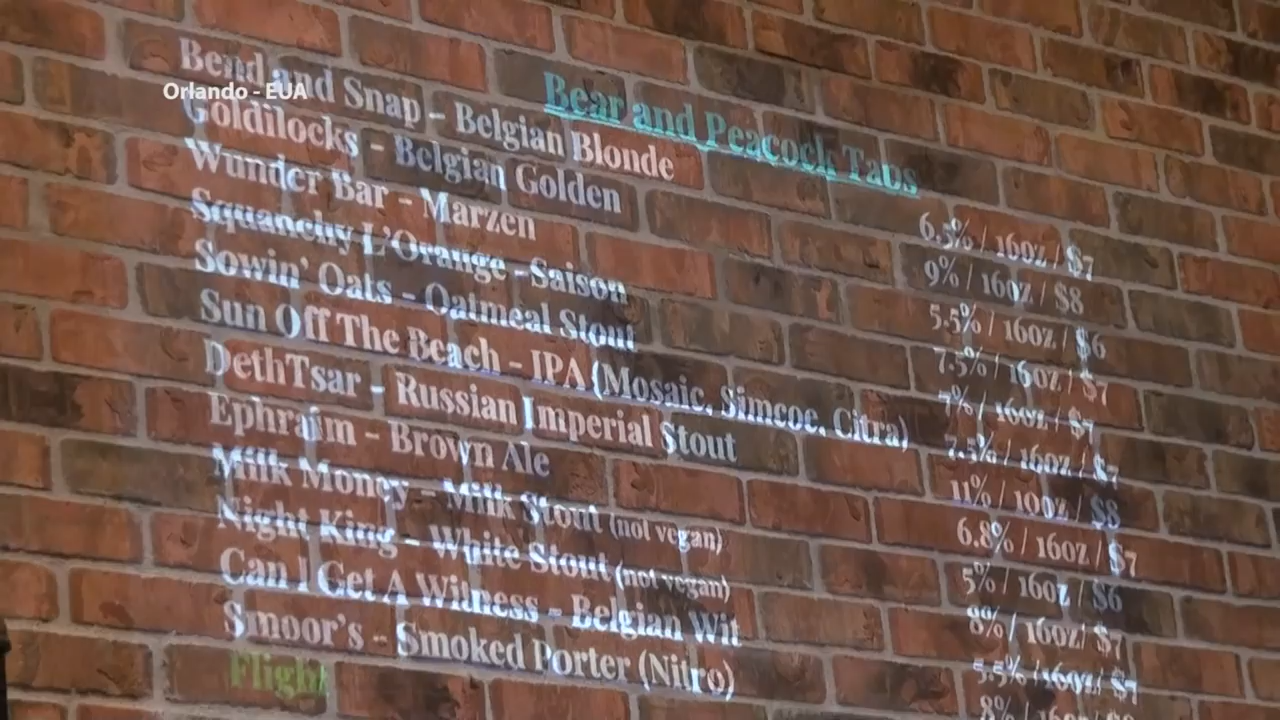 Orlando - EUA
Bear and Peacock Taps
Bend and Snap - Belgian Blonde 6.5% / 16oz / $7
Goldilocks - Belgian Golden 9% / 16oz / $8
Wunder Bar - Marzen 5.5% / 16oz / $6
Squanchy L'Orange - Saison 7.5% / 16oz / $7
Sowin' Oats - Oatmeal Stout 7% / 16oz / $7
Sun Off The Beach - IPA (Mosaic, Simcoe, Citra) 7.5% / 16oz / $7
DethTsar - Russian Imperial Stout 11% / 10oz / $8
Ephraim - Brown Ale 6.8% / 16oz / $7
Milk Money - Milk Stout (not vegan) 5% / 16oz / $6
Night King - White Stout (not vegan) 8% / 16oz / $7
Can I Get A Witness - Belgian Wit 5.5% / 16oz / $7
Smoor's - Smoked Porter (Nitro) 8% / 16oz
Flight